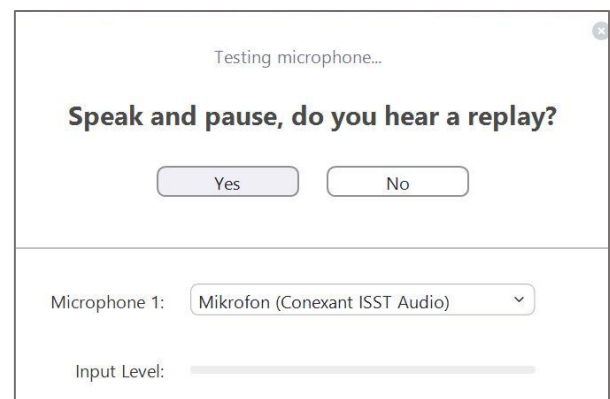 Testing microphone...
Speak and pause, do you hear a replay?
Yes No
Microphone 1: Mikrofon (Conexant ISST Audio)
Input Level: